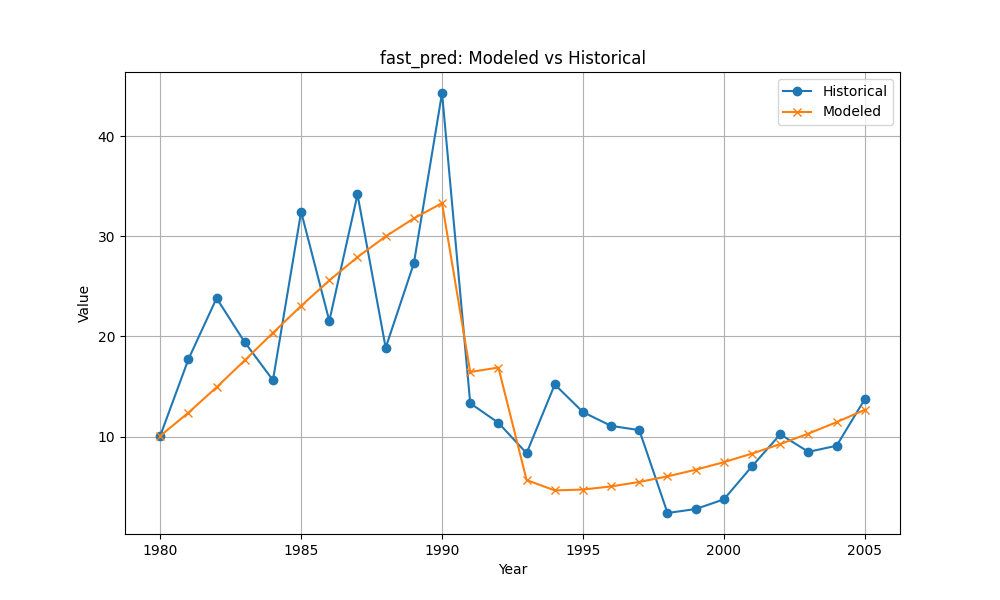 fast_pred: Modeled vs Historical
Historical
Modeled
Value
40
30
20
10
1980 1985 1990 1995 2000 2005
Year